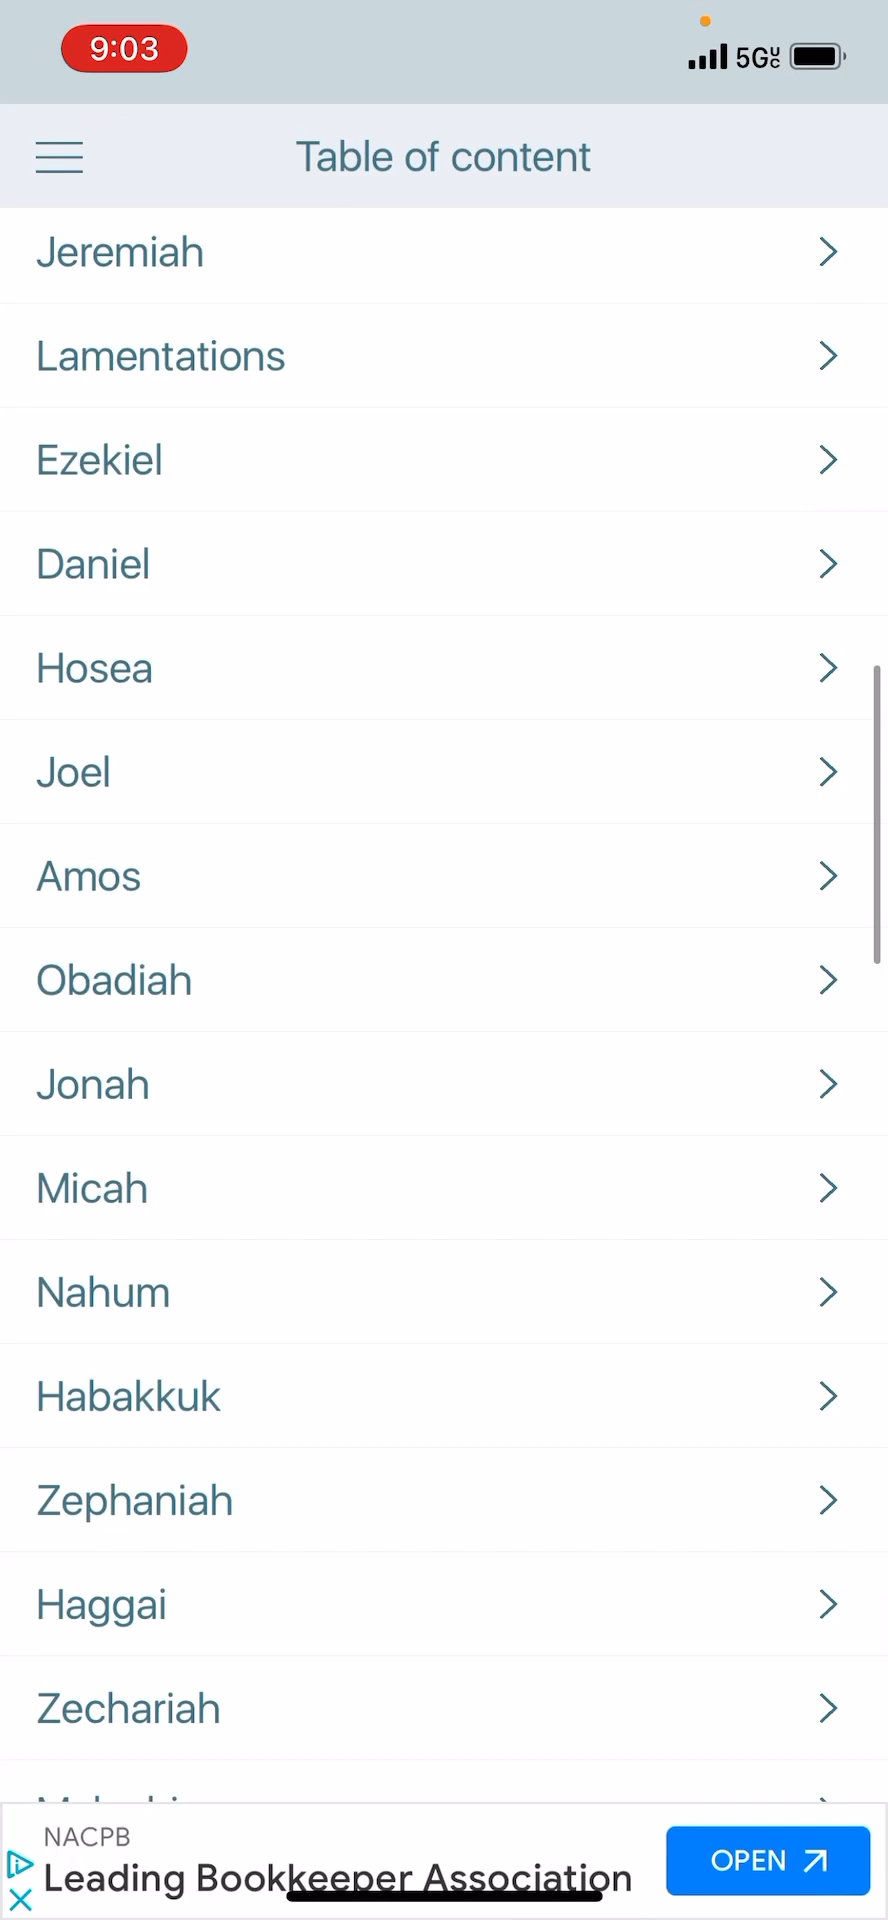 9:03
5GUC
Table of content
Jeremiah
Lamentations
Ezekiel
Daniel
Hosea
Joel
Amos
Obadiah
Jonah
Micah
Nahum
Habakkuk
Zephaniah
Haggai
Zechariah
NACPB
Leading Bookkeeper Association
OPEN